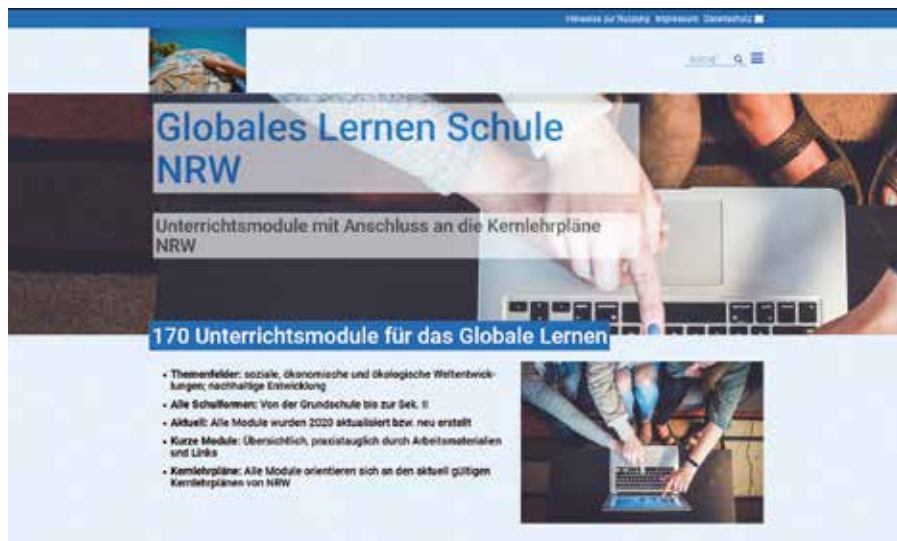 Hinweise zur Nutzung Impressum Datenschutz
Globales Lernen Schule
NRW
Unterrichtsmodule mit Anschluss an die Kernlehrpläne
NRW
170 Unterrichtsmodule für das Globale Lernen
• Themenfelder: soziale, ökonomische und ökologische Weltentwick-
lungen; nachhaltige Entwicklung
• Alle Schulformen: Von der Grundschule bis zur Sek. II
• Aktuell: Alle Module wurden 2020 aktualisiert bzw. neu erstellt
• Kurze Module: Übersichtlich, praxistauglich durch Arbeitsmaterialien
und Links
• Kernlehrpläne: Alle Module orientieren sich an den aktuell gültigen
Kernlehrplänen von NRW